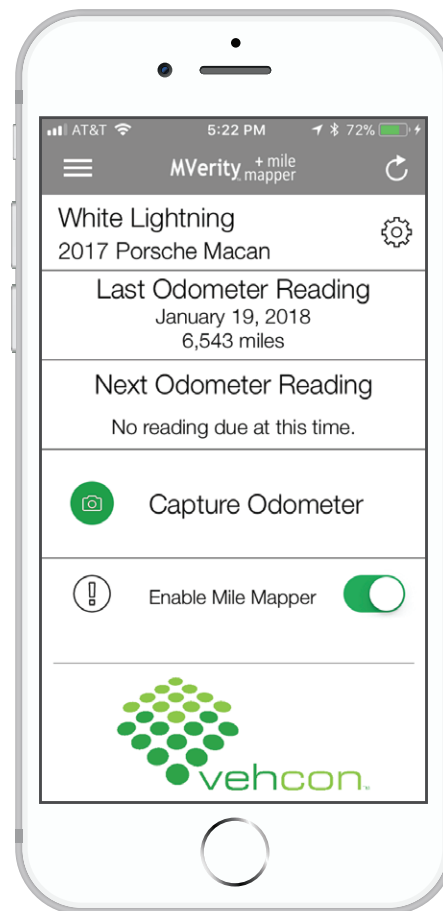 AT&T 5:22 PM 72%
MVerity + mile mapper
White Lightning
2017 Porsche Macan
Last Odometer Reading
January 19, 2018
6,543 miles
Next Odometer Reading
No reading due at this time.
Capture Odometer
Enable Mile Mapper
vehcon